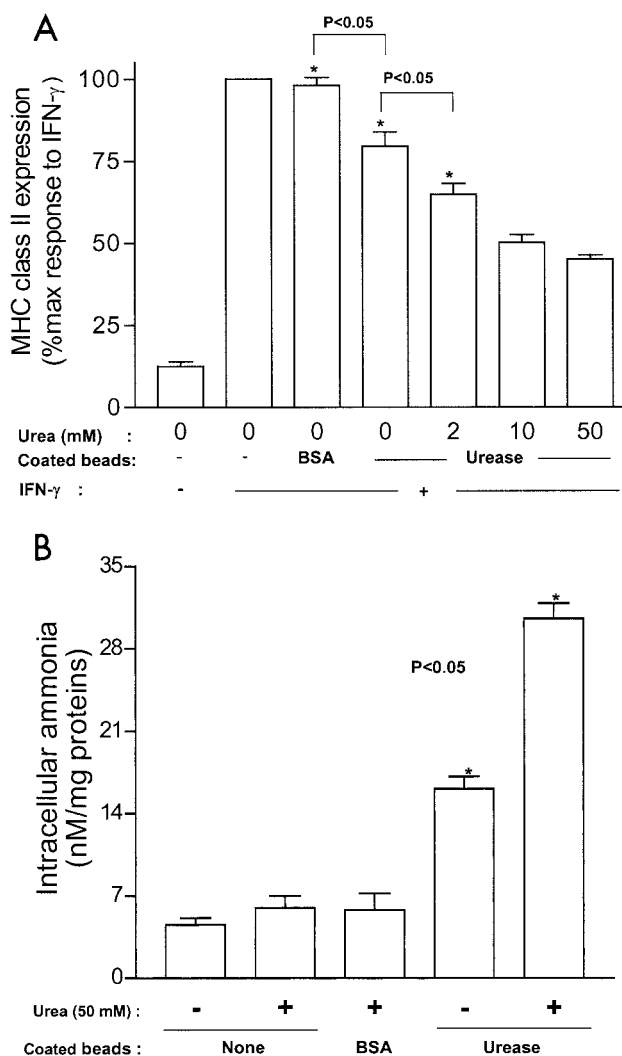 A
P<0.05
P<0.05
MHC class II expression
(%max response to IFN-γ)
100
75
50
25
0
* * *
Urea (mM) : 0 0 0 0 2 10 50
Coated beads: - - BSA Urease
IFN-γ : - +
B
Intracellular ammonia
(nM/mg proteins)
35
28
21
14
7
0
P<0.05
*
*
Urea (50 mM) : - + + - +
Coated beads : None BSA Urease